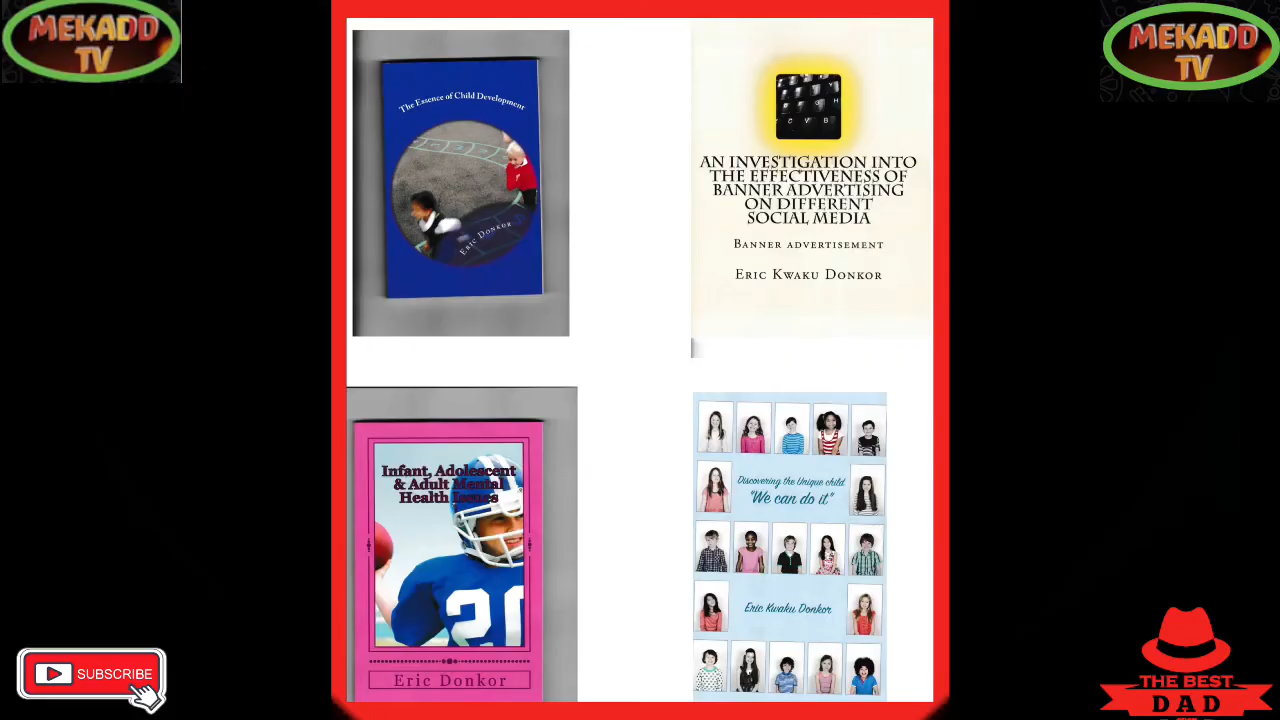 MEKADD
TV
MEKADD
TV
The Essence of Child Development
ERIC DONKOR
Y
G H
C V B
AN INVESTIGATION INTO
THE EFFECTIVENESS OF
BANNER ADVERTISING
ON DIFFERENT
SOCIAL MEDIA
BANNER ADVERTISEMENT
ERIC KWAKU DONKOR
Infant, Adolescent
& Adult Mental
Health Issues
20
Eric Donkor
Discovering the Unique child
"We can do it"
Eric Kwaku Donkor
SUBSCRIBE
THE BEST
DAD